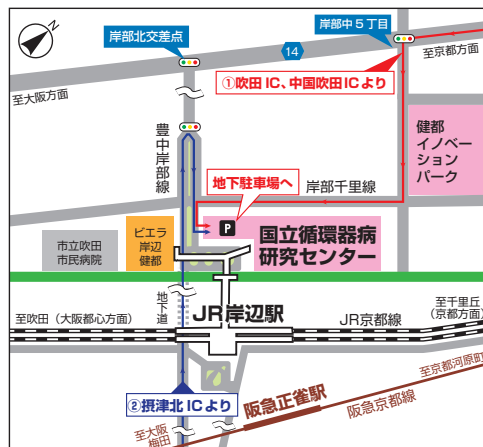 岸部北交差点
岸部中5丁目
14
至京都方面
至大阪方面
①吹田IC、中国吹田ICより
豊中岸部線
健都
イノベー
ション
パーク
地下駐車場へ
岸部千里線
P
市立吹田
市民病院
ビエラ
岸辺
健都
国立循環器病
研究センター
地下道
JR岸辺駅
至吹田（大阪都心方面）
JR京都線
至千里丘
（京都方面）
②摂津北ICより
阪急正雀駅
至京都河原町
阪急京都線
至大阪
梅田